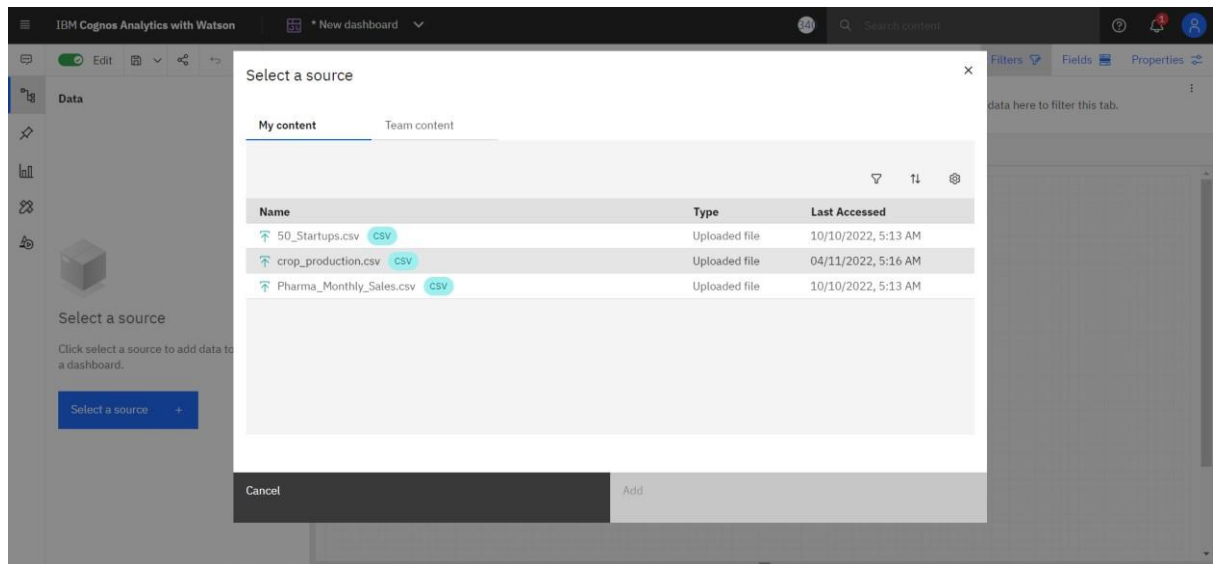 IBM Cognos Analytics with Watson
* New dashboard
Search content
1
Edit
Filters
Fields
Properties
Data
data here to filter this tab.
Select a source
My content
Team content
Name Type Last Accessed
50_Startups.csv CSV Uploaded file 10/10/2022, 5:13 AM
crop_production.csv CSV Uploaded file 04/11/2022, 5:16 AM
Pharma_Monthly_Sales.csv CSV Uploaded file 10/10/2022, 5:13 AM
Select a source
Click select a source to add data to
a dashboard.
Select a source +
Cancel
Add